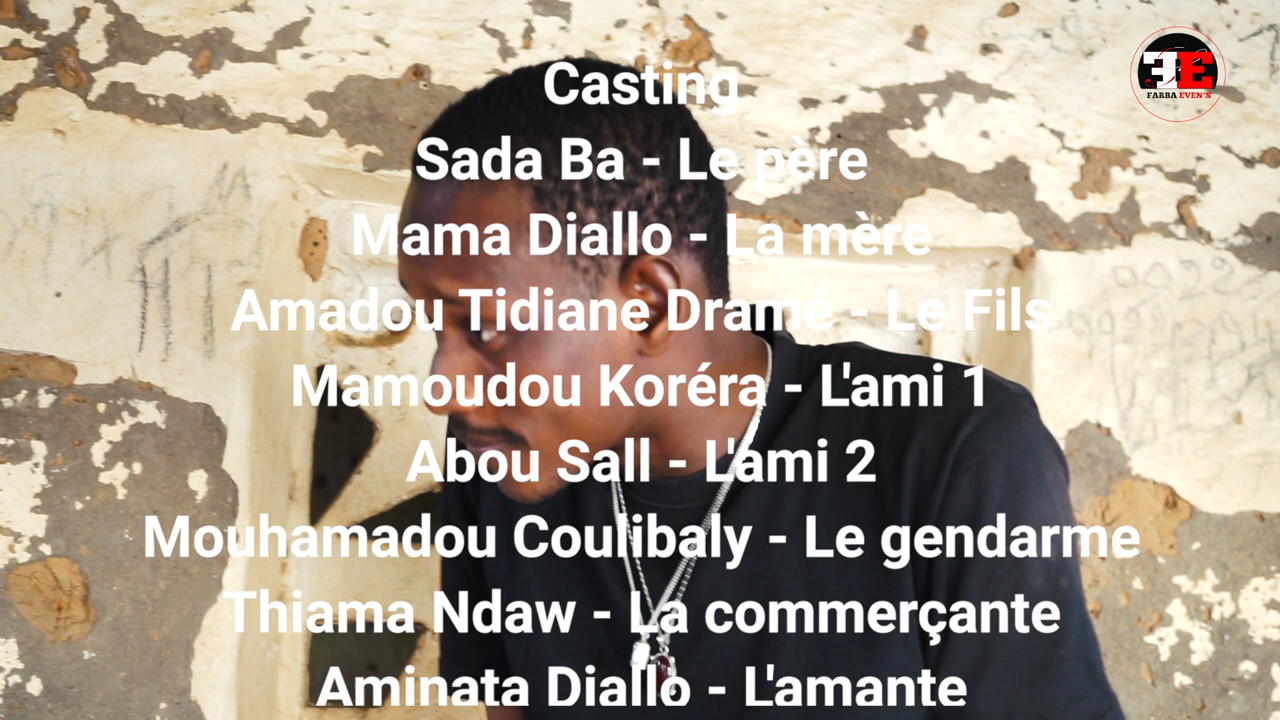 Casting
FARBA EVEN'S
Sada Ba - Le père
Mama Diallo - La mère
Amadou Tidiane Dramé - Le Fils
Mamoudou Koréra - L'ami 1
Abou Sall - L'ami 2
Mouhamadou Coulibaly - Le gendarme
Thiama Ndaw - La commerçante
Aminata Diallo - L'amante